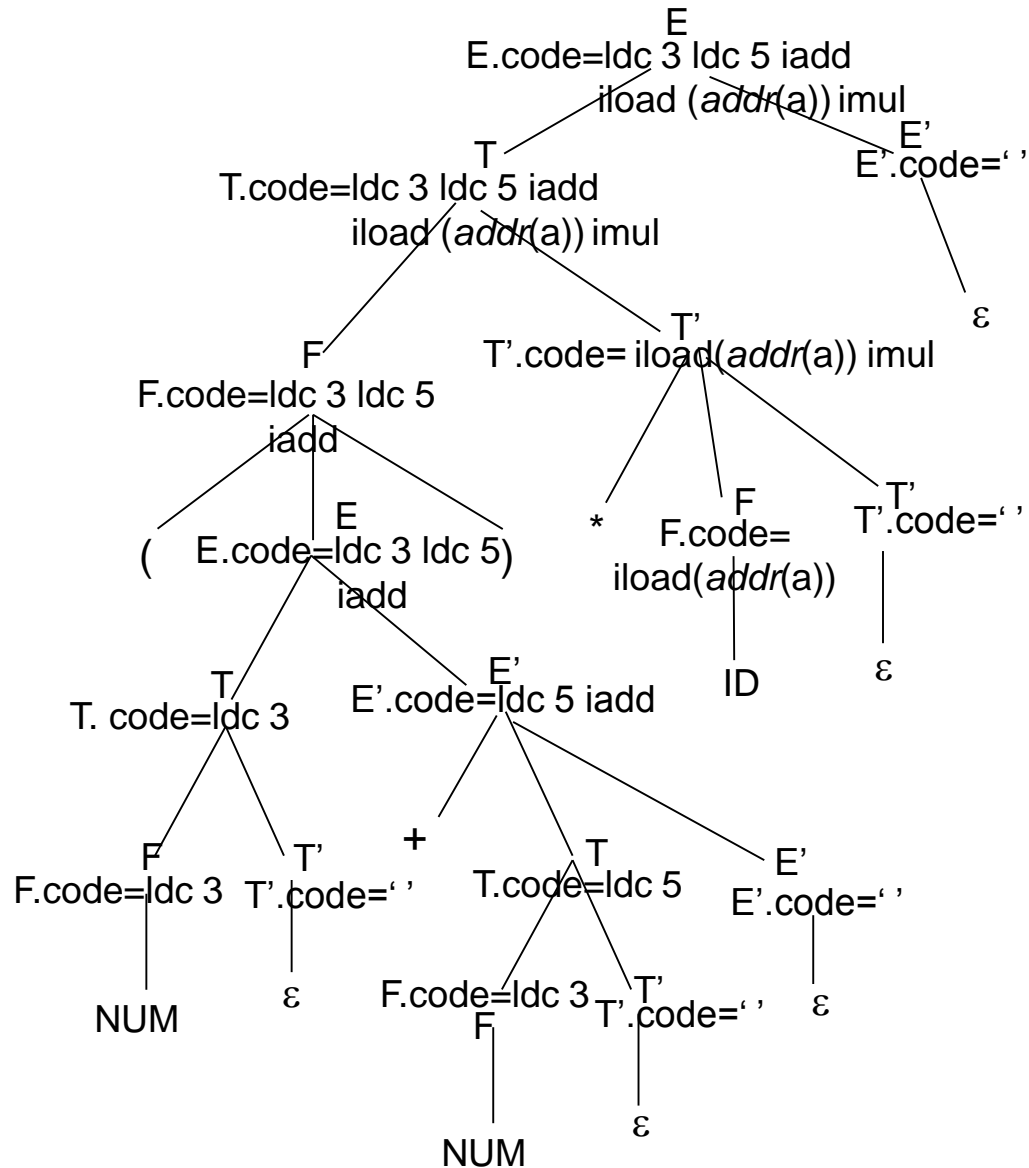 E
E.code=ldc 3 ldc 5 iadd
iload (addr(a)) imul
E’
E’.code=‘ ’
T
T.code=ldc 3 ldc 5 iadd
iload (addr(a)) imul
ε
T’
T’.code= iload(addr(a)) imul
F
F.code=ldc 3 ldc 5
iadd
(
E
E.code=ldc 3 ldc 5
iadd
)
*
F
F.code=
iload(addr(a))
T’
T’.code=‘ ’
ID
ε
T
T. code=ldc 3
E’
E’.code=ldc 5 iadd
F
F.code=ldc 3
T’
T’.code=‘ ’
+
T
T.code=ldc 5
E’
E’.code=‘ ’
NUM
ε
F.code=ldc 3
F
T’
T’.code=‘ ’
ε
NUM
ε